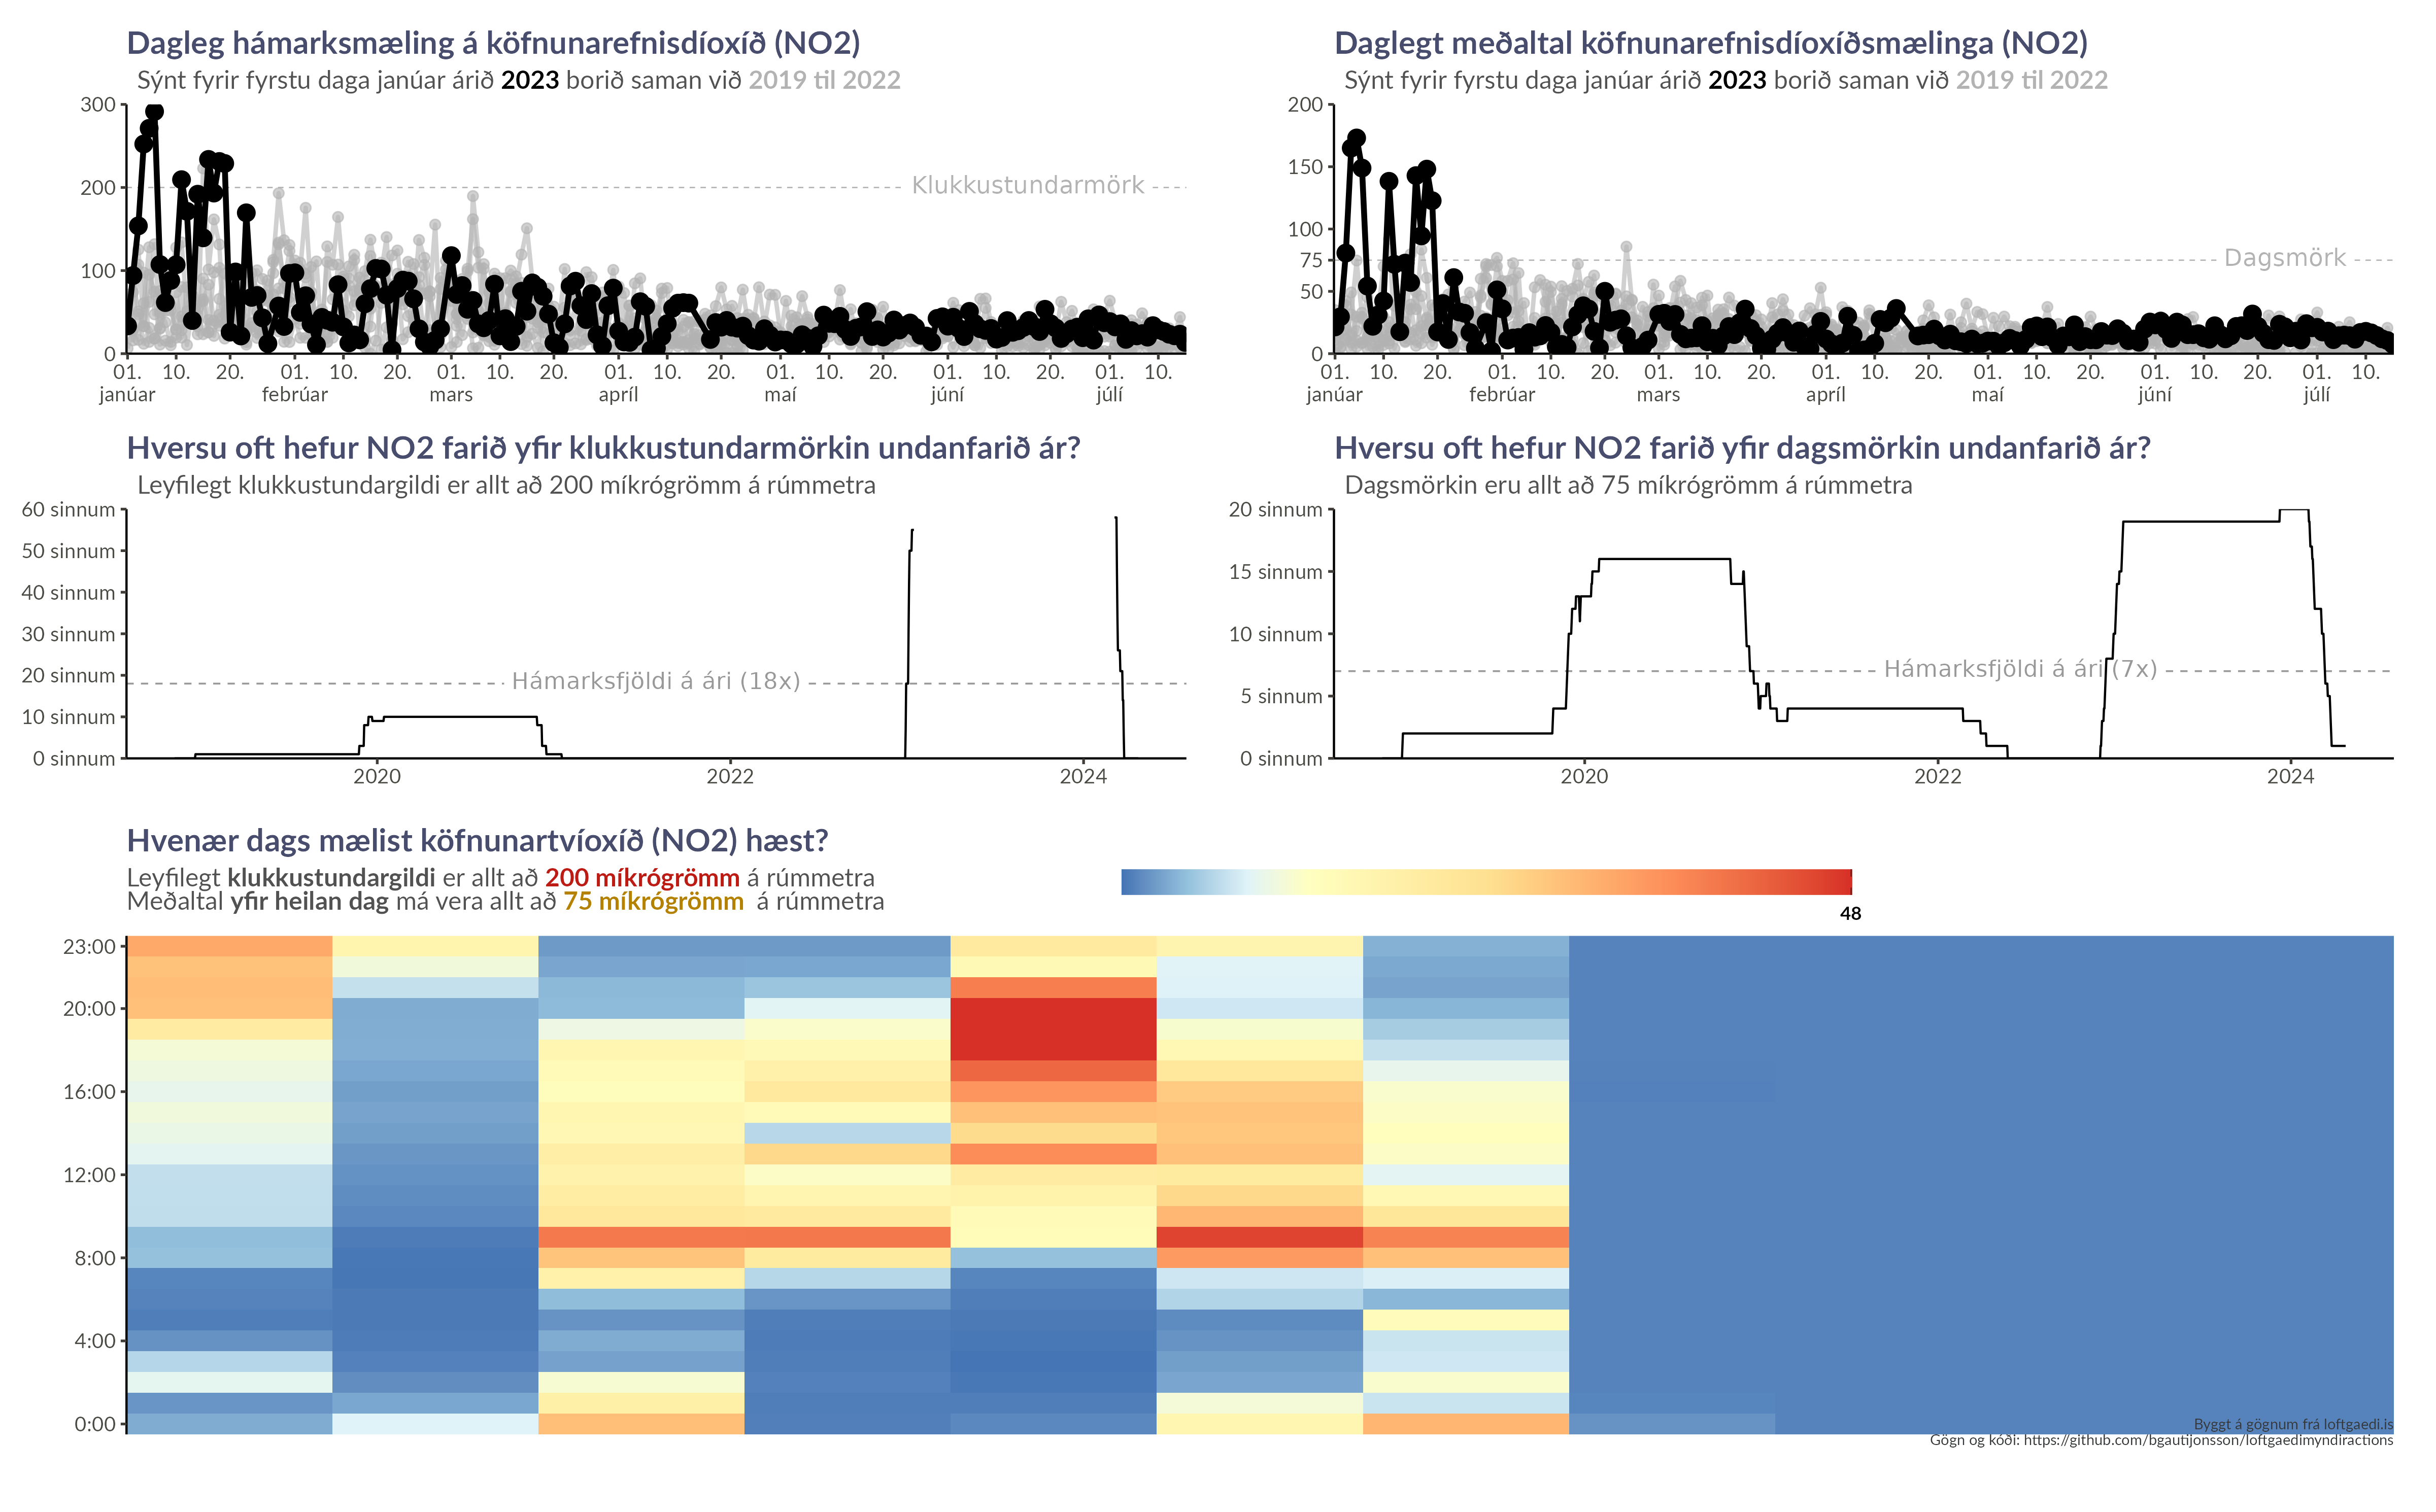 Dagleg hámarksmæling á köfnunarefnisdíoxíð (NO2)
Sýnt fyrir fyrstu daga janúar árið 2023 borið saman við 2019 til 2022
300
200
100
0
Klukkustundarmörk
01. 10. 20. 01. 10. 20. 01. 10. 20. 01. 10. 20. 01. 10. 20. 01. 10. 20. 01. 10.
janúar febrúar mars apríl maí júní júlí
Daglegt meðaltal köfnunarefnisdíoxíðsmælinga (NO2)
Sýnt fyrir fyrstu daga janúar árið 2023 borið saman við 2019 til 2022
200
150
100
75
50
0
Dagsmörk
01. 10. 20. 01. 10. 20. 01. 10. 20. 01. 10. 20. 01. 10. 20. 01. 10. 20. 01. 10.
janúar febrúar mars apríl maí júní júlí
Hversu oft hefur NO2 farið yfir klukkustundarmörkin undanfarið ár?
Leyfilegt klukkustundargildi er allt að 200 míkrógrömm á rúmmetra
60 sinnum
50 sinnum
40 sinnum
30 sinnum
20 sinnum
10 sinnum
0 sinnum
Hámarksfjöldi á ári (18x)
2020 2022 2024
Hversu oft hefur NO2 farið yfir dagsmörkin undanfarið ár?
Dagsmörkin eru allt að 75 míkrógrömm á rúmmetra
20 sinnum
15 sinnum
10 sinnum
5 sinnum
0 sinnum
Hámarksfjöldi á ári (7x)
2020 2022 2024
Hvenær dags mælist köfnunartvíoxíð (NO2) hæst?
Leyfilegt klukkustundargildi er allt að 200 míkrógrömm á rúmmetra
Meðaltal yfir heilan dag má vera allt að 75 míkrógrömm á rúmmetra
48
23:00
20:00
16:00
12:00
8:00
4:00
0:00
Byggt á gögnum frá loftgaedi.is
Gögn og kóði: https://github.com/bgautijonsson/loftgaedimyndiractions